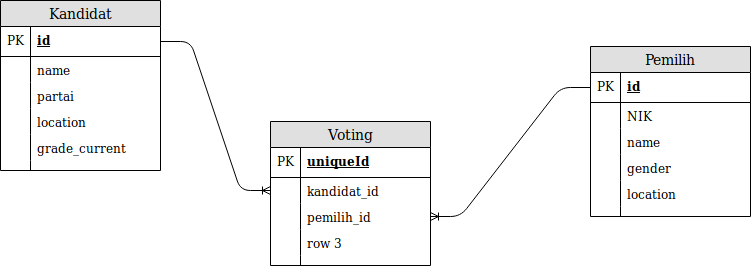 Kandidat
PK id
name
partai
location
grade_current
Voting
PK uniqueId
kandidat_id
pemilih_id
row 3
Pemilih
PK id
NIK
name
gender
location